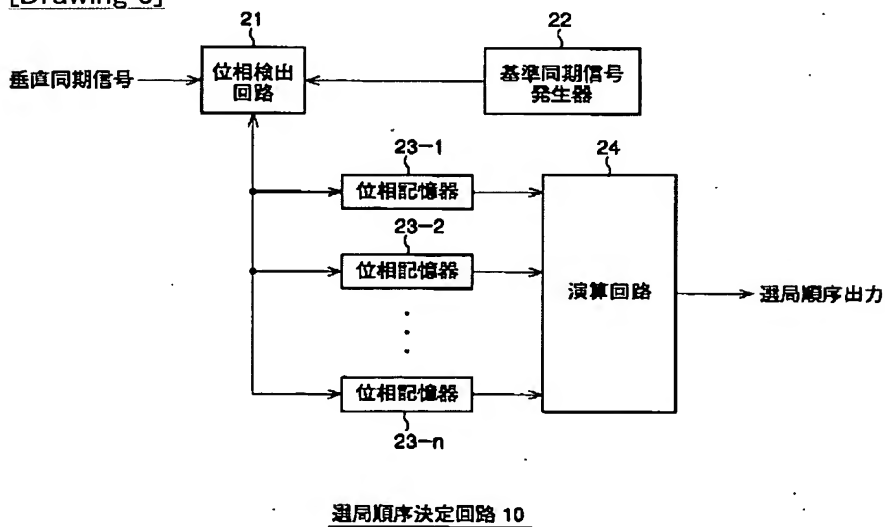 21
22
垂直同期信号
位相検出
回路
基準同期信号
発生器
23-1
24
位相記憶器
23-2
位相記憶器
演算回路
選局順序出力
位相記憶器
23-n
選局順序決定回路 10